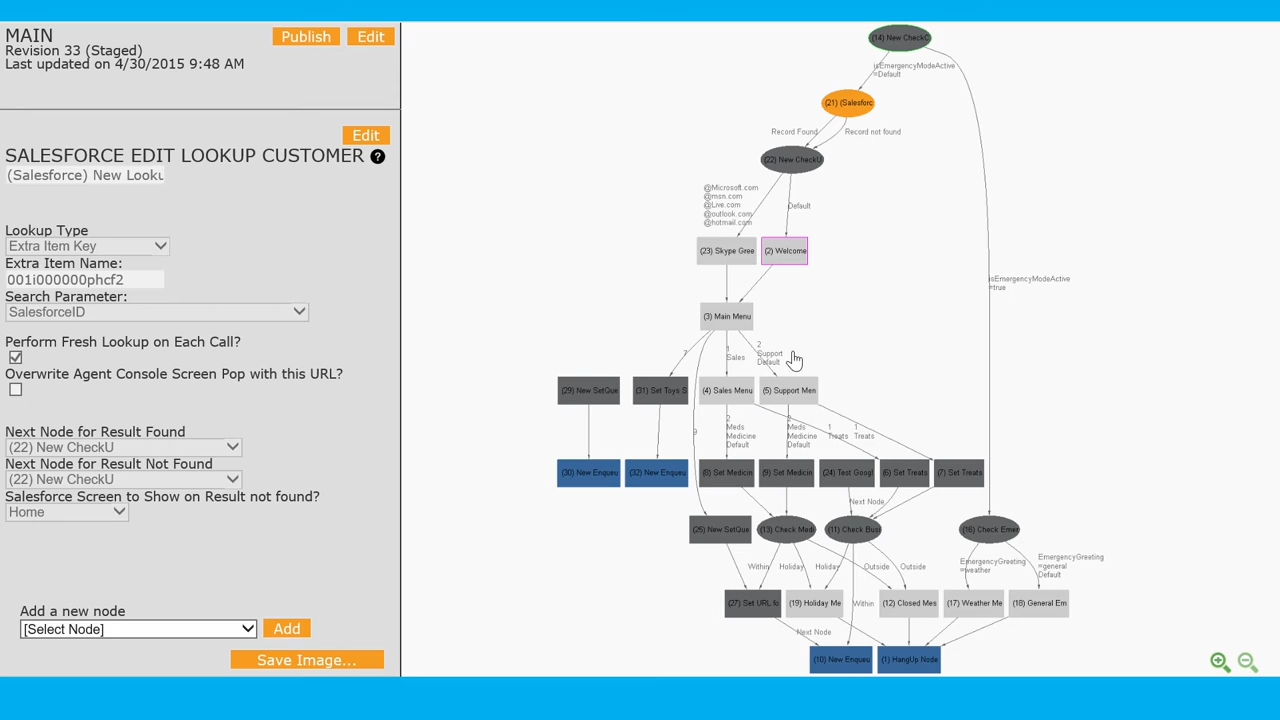 MAIN
Revision 33 (Staged)
Last updated on 4/30/2015 9:48 AM
Publish
Edit
Edit
SALESFORCE EDIT LOOKUP CUSTOMER ?
(Salesforce) New Looku
Lookup Type
Extra Item Key
Extra Item Name:
001i000000phcf2
Search Parameter:
SalesforceID
Perform Fresh Lookup on Each Call?
Overwrite Agent Console Screen Pop with this URL?
Next Node for Result Found
(22) New CheckU
Next Node for Result Not Found
(22) New CheckU
Salesforce Screen to Show on Result not found?
Home
Add a new node
[Select Node]
Add
Save Image...
(14) New CheckC
isEmergencyModeActive
=Default
(21) (Salesforc
Record Found
Record not found
(22) New CheckU
@Microsoft.com
@msn.com
@Live.com
@outlook.com
@hotmail.com
Default
(23) Skype Gree
(2) Welcome
isEmergencyModeActive
=true
(3) Main Menu
7
1
Sales
2
Support
Default
(29) New SetQue
(31) Set Toys S
(4) Sales Menu
(5) Support Men
9
2
Meds
Medicine
Default
2
Meds
Medicine
Default
1
Treats
1
Treats
(30) New Enqueu
(32) New Enqueu
(8) Set Medicin
(9) Set Medicin
(24) Test Googl
(6) Set Treats
(7) Set Treats
Next Node
(25) New SetQue
(13) Check Medi
(11) Check Busi
(16) Check Emer
Within
Holiday
Holiday
Outside
Outside
EmergencyGreeting
=weather
EmergencyGreeting
=general
Default
(27) Set URL fo
(19) Holiday Me
Within
(12) Closed Mes
(17) Weather Me
(18) General Em
Next Node
(10) New Enqueu
(1) HangUp Node